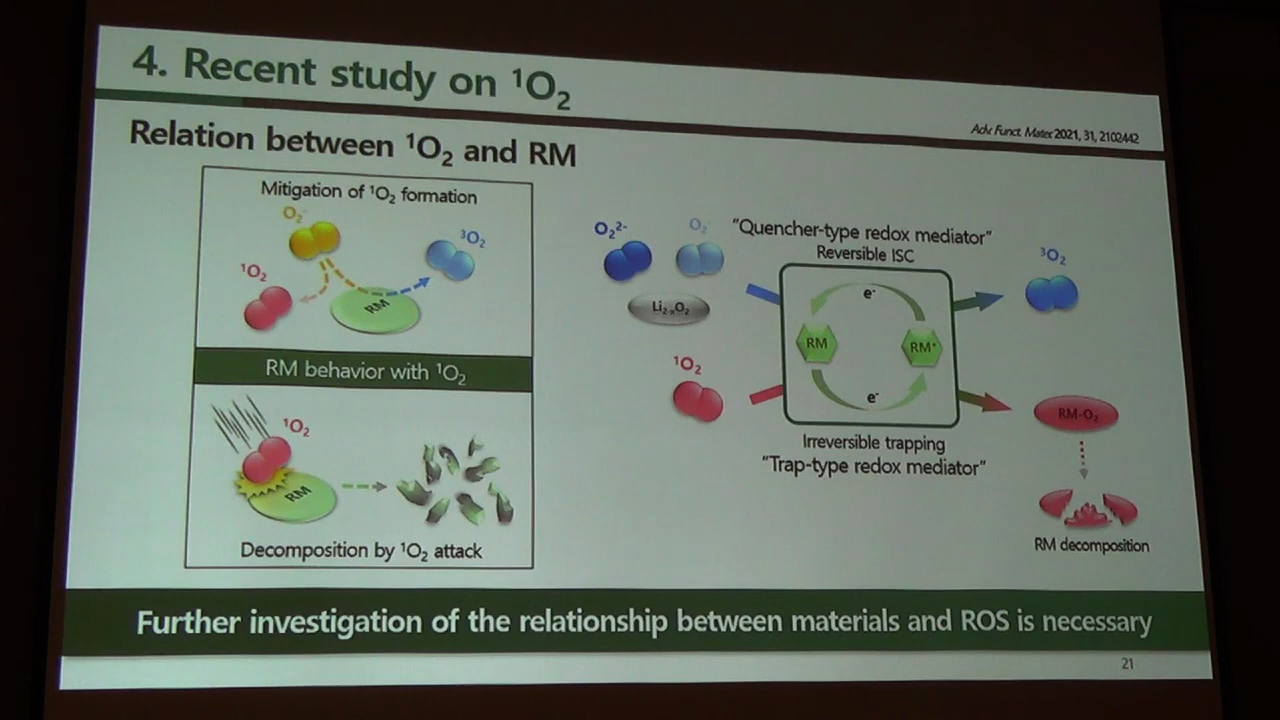 4. Recent study on ¹O₂
Adv. Funct. Mater 2021, 31, 2102442
Relation between ¹O₂ and RM
Mitigation of ¹O₂ formation
O₂⁻
³O₂
¹O₂
RM
RM behavior with ¹O₂
¹O₂
RM
Decomposition by ¹O₂ attack
O₂²⁻
O₂⁻
"Quencher-type redox mediator"
Reversible ISC
³O₂
Li₂₋ₓO₂
e⁻
RM
RM⁺
¹O₂
e⁻
RM-O₂
Irreversible trapping
"Trap-type redox mediator"
RM decomposition
Further investigation of the relationship between materials and ROS is necessary
21